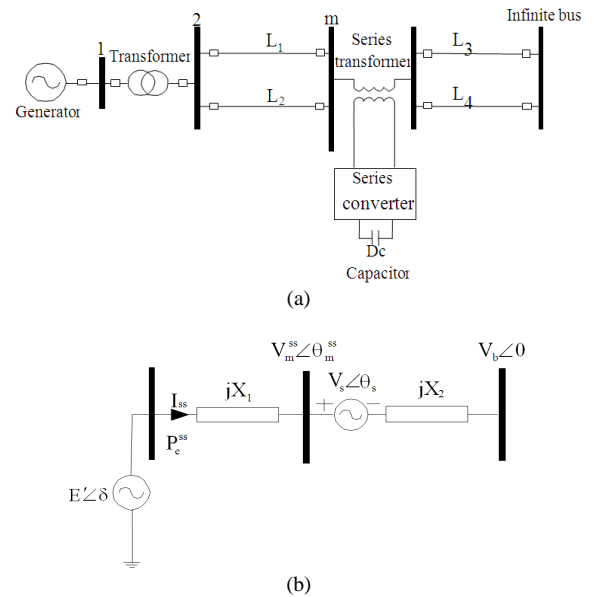 Infinite bus
2
m
Series
transformer
1
Transformer
L₁
L₃
Generator
L₂
L₄
Series
converter
Dc
Capacitor
(a)
Vₘˢˢ∠θₘˢˢ
V_b∠0
Iₛₛ
jX₁
Vₛ∠θₛ
jX₂
+
−
Pₑˢˢ
E′∠δ
(b)